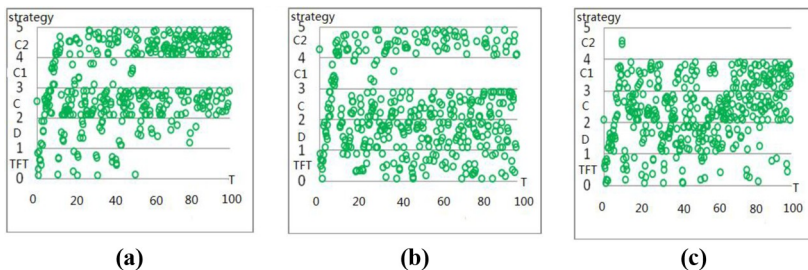 strategy strategy strategy
5 5 5
C2 C2 C2
4 4 4
C1 C1 C1
3 3 3
C C C
2 2 2
D D D
1 1 1
TFT TFT TFT
0 T 0 T 0 T
0 20 40 60 80 100 0 20 40 60 80 100 0 20 40 60 80 100
(a) (b) (c)